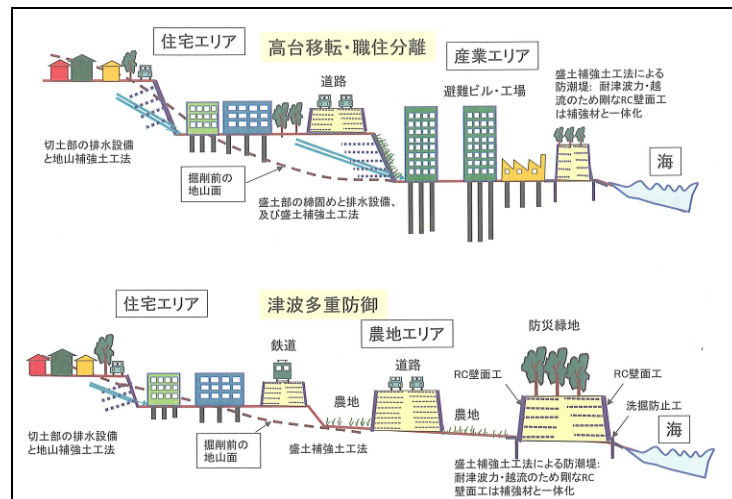 住宅エリア
高台移転・職住分離
産業エリア
道路
避難ビル・工場
盛土補強土工法による
防潮堤: 耐津波力・越
流のため剛なRC壁面工
は補強材と一体化
海
切土部の排水設備
と地山補強土工法
掘削前の
地山面
盛土部の締固めと排水設備、
及び盛土補強土工法
住宅エリア
津波多重防御
農地エリア
防災緑地
鉄道
道路
RC壁面工
RC壁面工
農地
農地
洗掘防止工
海
切土部の排水設備
と地山補強土工法
掘削前の
地山面
盛土補強土工法
盛土補強土工法による防潮堤:
耐津波力・越流のため剛なRC
壁面工は補強材と一体化